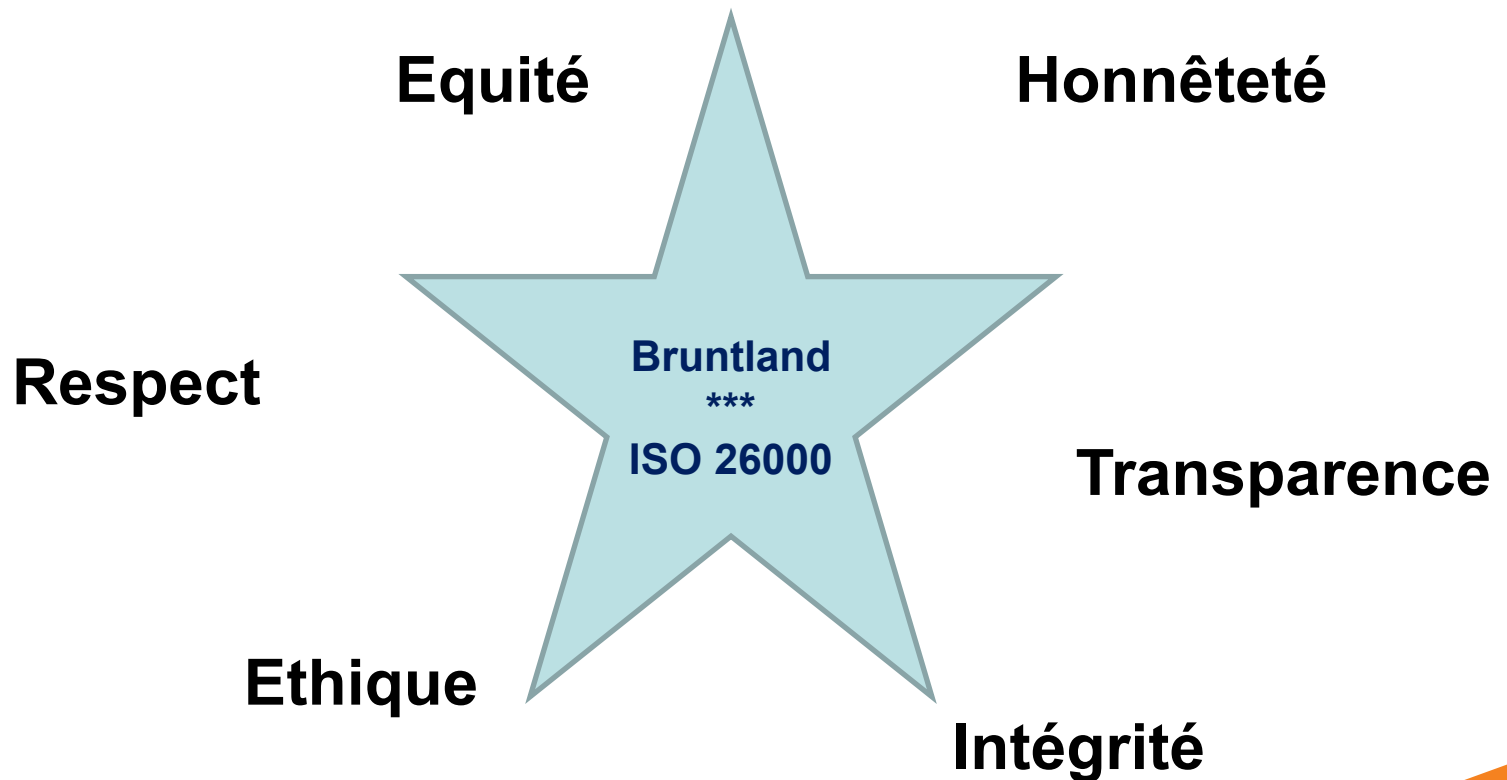 Equité
Honnêteté
Bruntland
***
ISO 26000
Respect
Transparence
Ethique
Intégrité